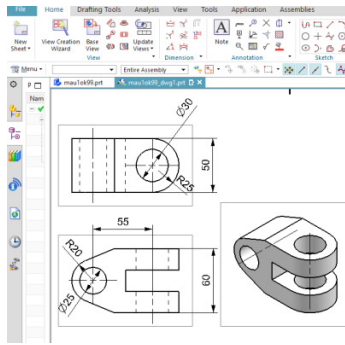 File Home Drafting Tools Analysis View Tools Application Assemblies
New Sheet
View Creation Wizard
Base View
Update Views
Note
View Dimension Annotation Sketch
Menu Entire Assembly
mau1ok99.prt mau1ok99_dwg1.prt
Nam
Ø30
50
R25
55
R20
60
Ø25